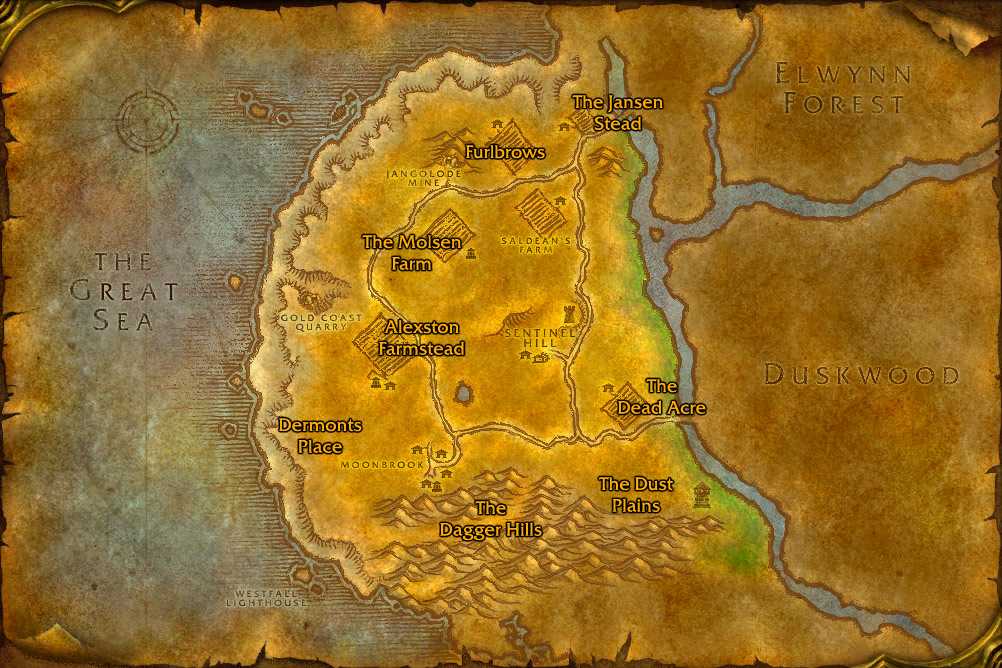 ELWYNN
FOREST
The Jansen
Stead
Furlbrows
JANGOLODE
MINE
SALDEAN'S
FARM
The Molsen
Farm
THE
GREAT
SEA
GOLD COAST
QUARRY
Alexston
Farmstead
SENTINEL
HILL
DUSKWOOD
The
Dead Acre
Dermonts
Place
MOONBROOK
The Dust
Plains
The
Dagger Hills
WESTFALL
LIGHTHOUSE